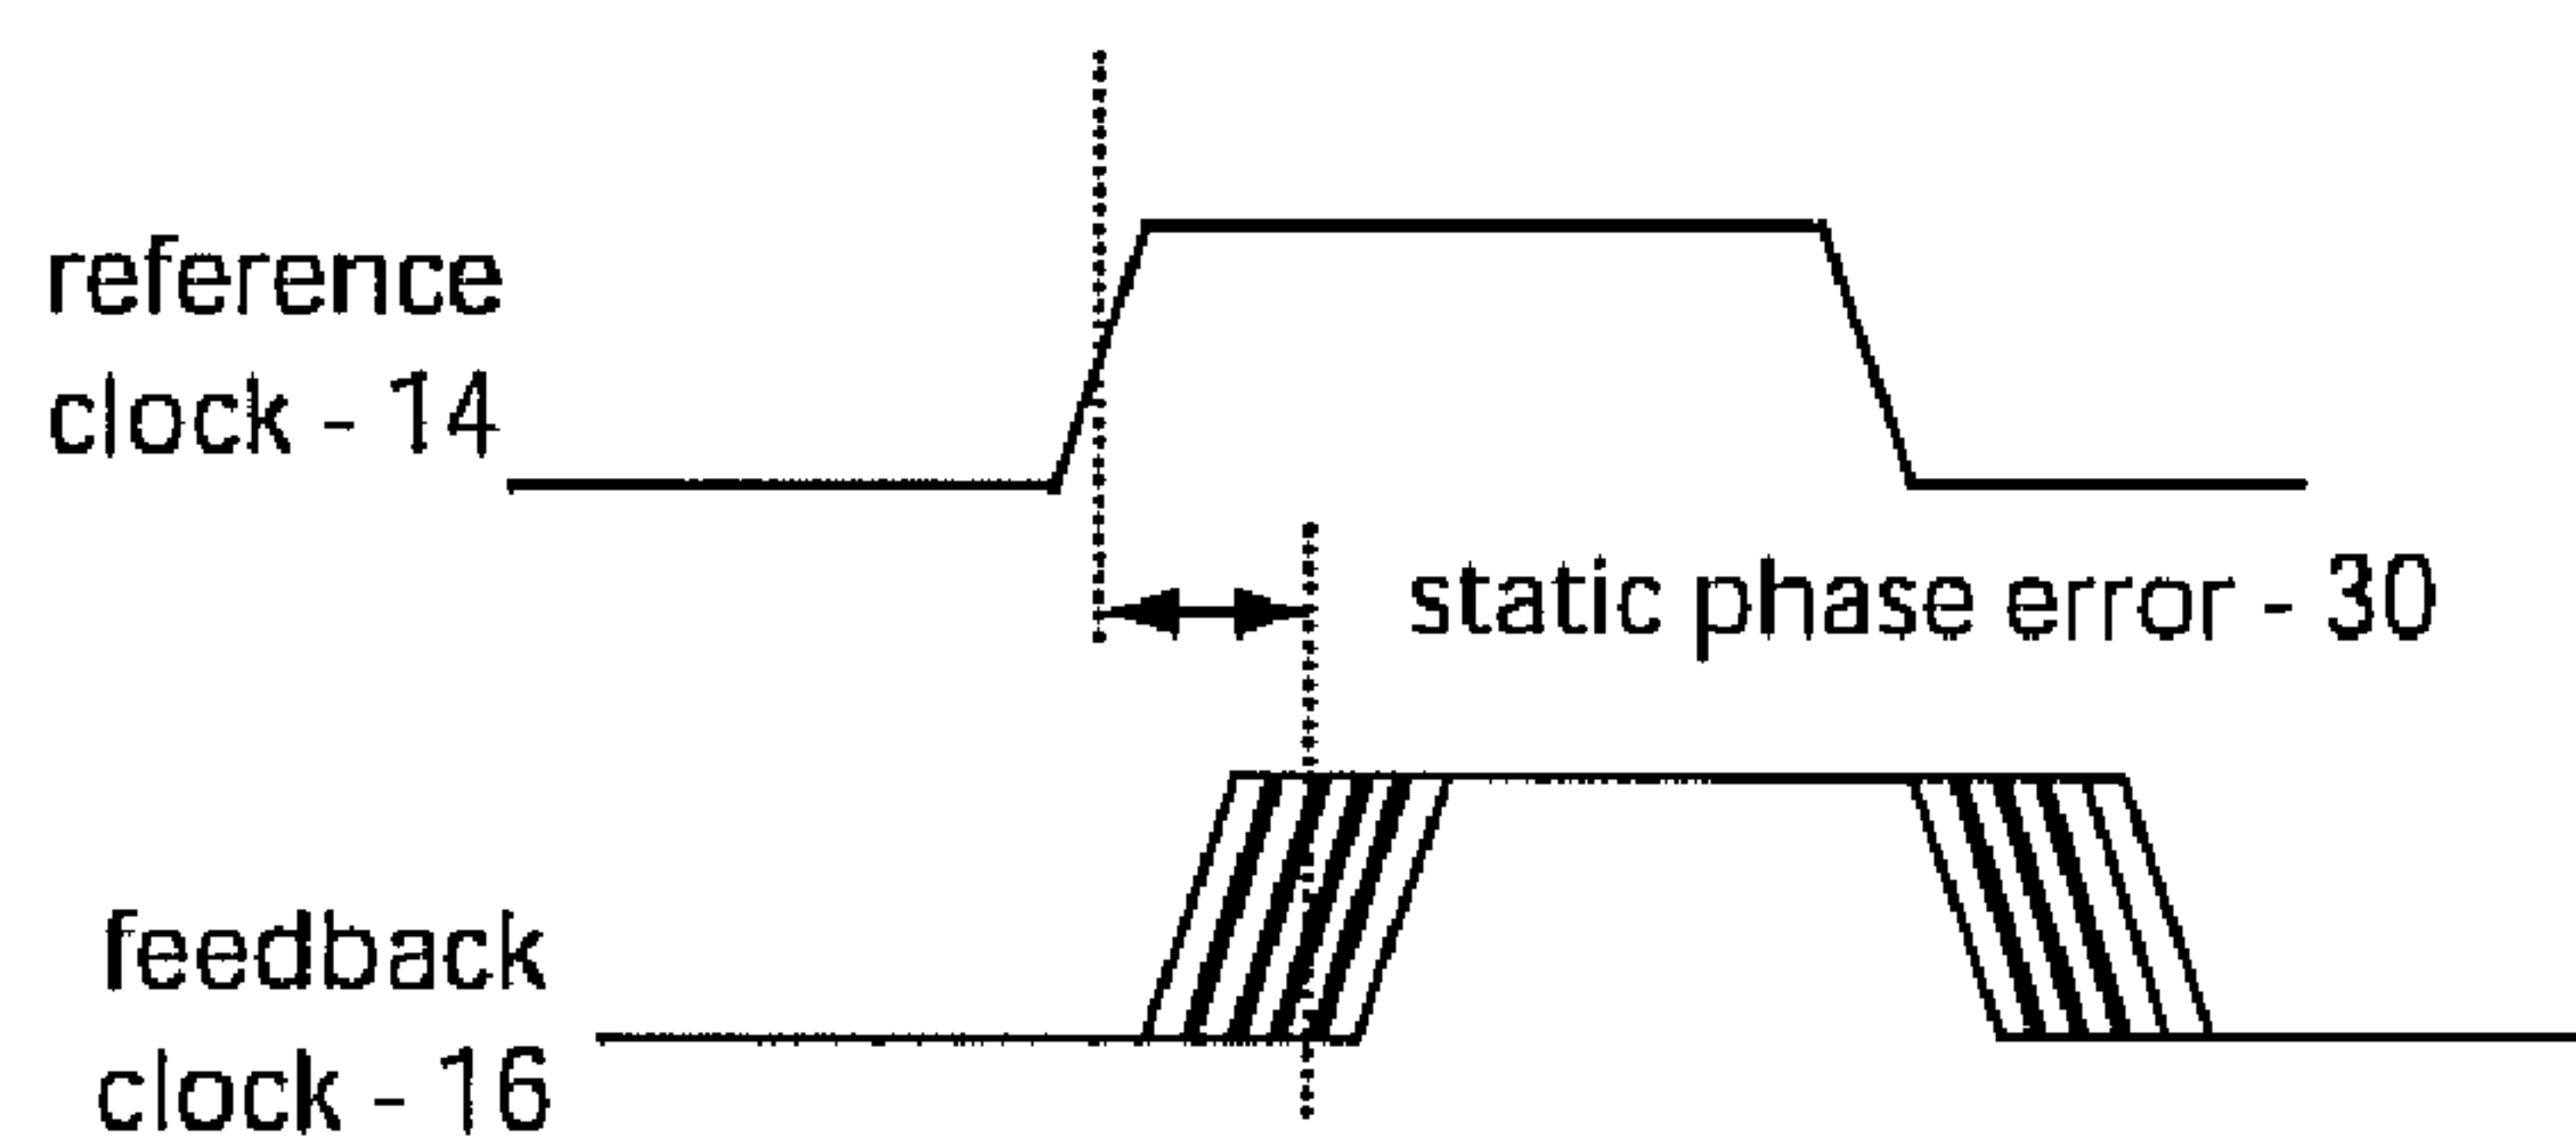 reference
clock - 14
static phase error - 30
feedback
clock - 16